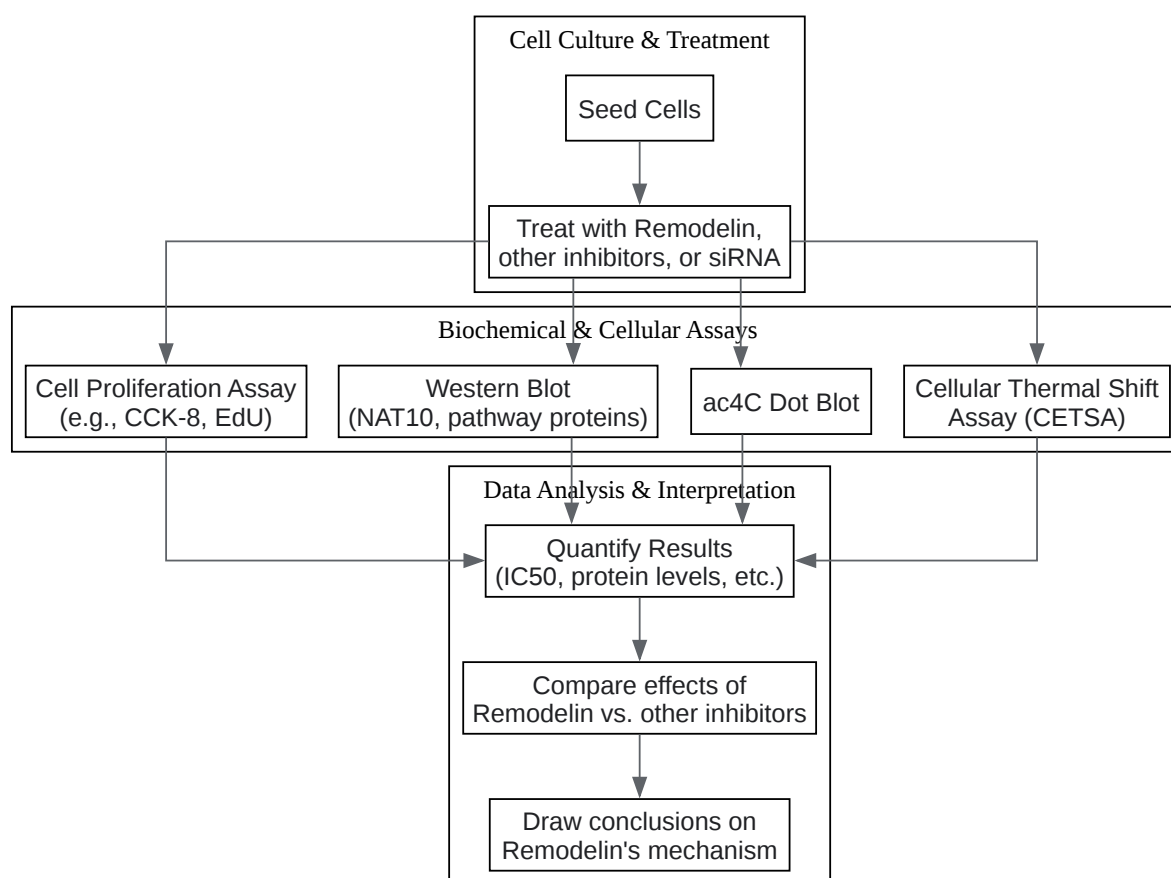 Cell Culture & Treatment
Seed Cells
Treat with Remodelin,
other inhibitors, or siRNA
Biochemical & Cellular Assays
Cell Proliferation Assay
(e.g., CCK-8, EdU)
Western Blot
(NAT10, pathway proteins)
ac4C Dot Blot
Cellular Thermal Shift
Assay (CETSA)
Data Analysis & Interpretation
Quantify Results
(IC50, protein levels, etc.)
Compare effects of
Remodelin vs. other inhibitors
Draw conclusions on
Remodelin's mechanism